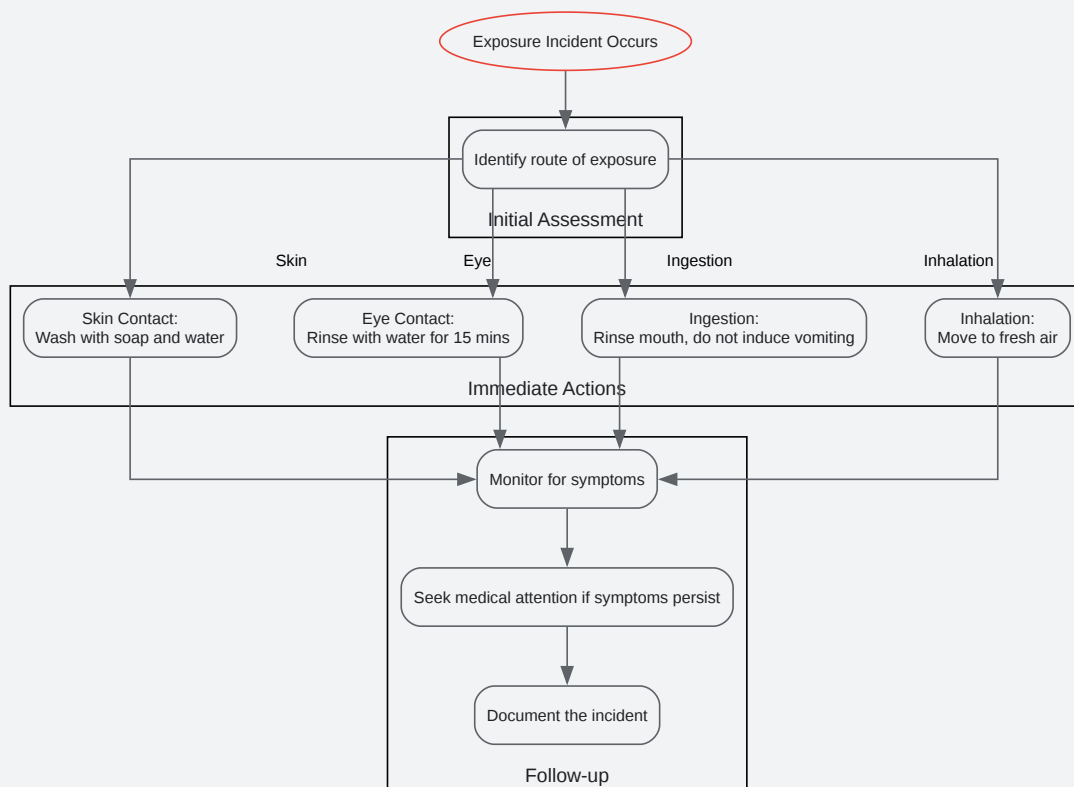 Exposure Incident Occurs
Identify route of exposure
Initial Assessment
Skin
Eye
Ingestion
Inhalation
Skin Contact:
Wash with soap and water
Eye Contact:
Rinse with water for 15 mins
Ingestion:
Rinse mouth, do not induce vomiting
Inhalation:
Move to fresh air
Immediate Actions
Monitor for symptoms
Seek medical attention if symptoms persist
Document the incident
Follow-up